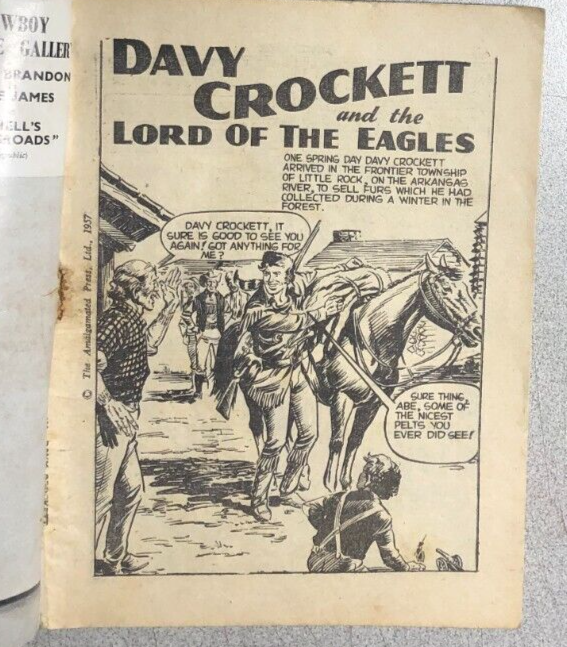 WBOY
GALLERY
BRANDON
JAMES
ELL'S
ROADS"
DAVY
CROCKETT
and the
LORD OF THE EAGLES
ONE SPRING DAY DAVY CROCKETT
ARRIVED IN THE FRONTIER TOWNSHIP
OF LITTLE ROCK, ON THE ARKANSAS
RIVER, TO SELL FURS WHICH HE HAD
COLLECTED DURING A WINTER IN THE
FOREST.
DAVY CROCKETT, IT
SURE IS GOOD TO SEE YOU
AGAIN! GOT ANYTHING FOR
ME?
SURE THING,
ABE, SOME OF
THE NICEST
PELTS YOU
EVER DID SEE!
© The Amalgamated Press, Ltd., 1957